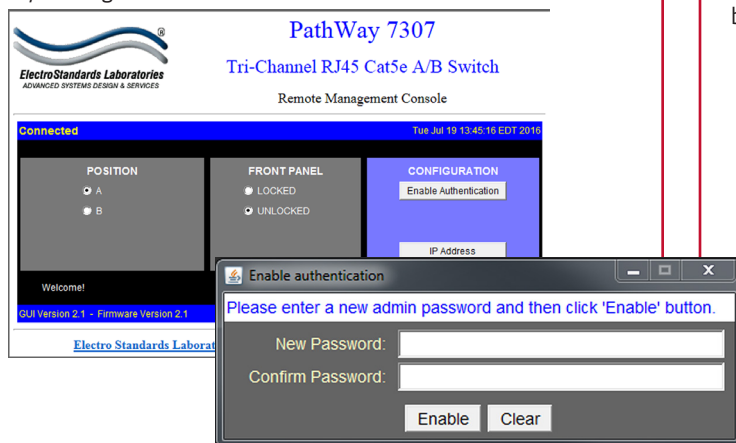 PathWay 7307
Tri-Channel RJ45 Cat5e A/B Switch
Remote Management Console
®
ElectroStandards Laboratories
ADVANCED SYSTEMS DESIGN & SERVICES
Connected Tue Jul 19 13:45:16 EDT 2016
POSITION
A
B
FRONT PANEL
LOCKED
UNLOCKED
CONFIGURATION
Enable Authentication
IP Address
Welcome!
GUI Version 2.1 - Firmware Version 2.1
Electro Standards Laborat
Enable authentication
Please enter a new admin password and then click 'Enable' button.
New Password:
Confirm Password:
Enable Clear